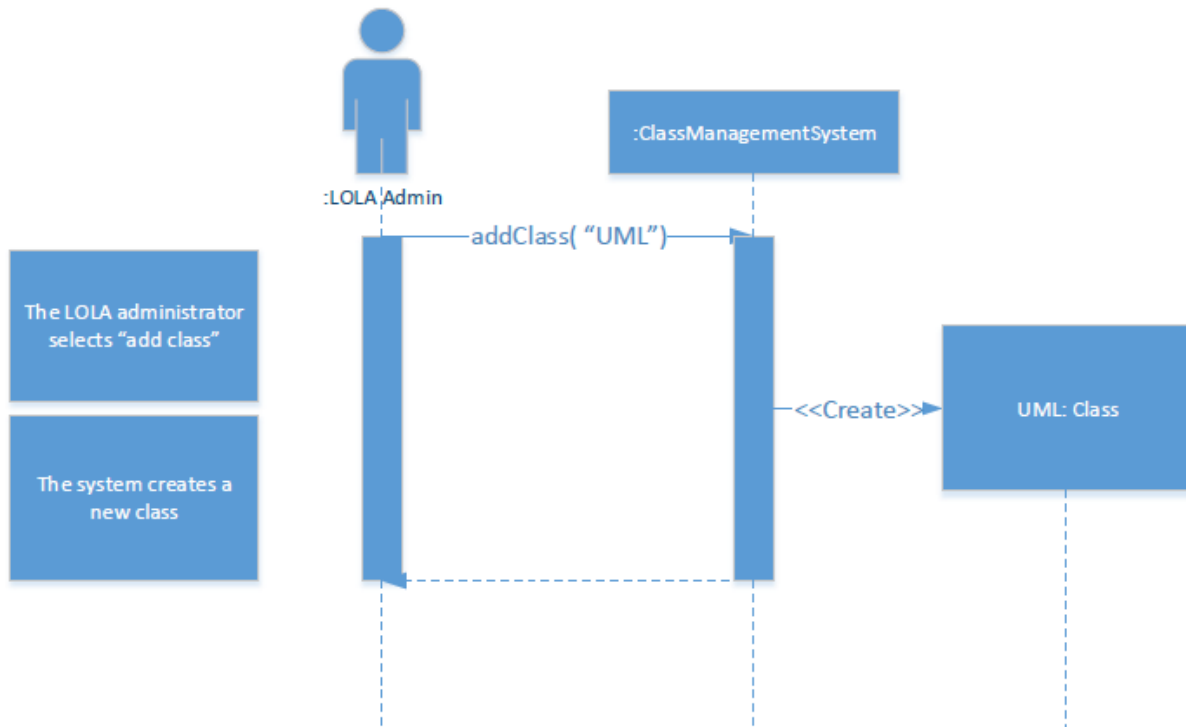 :ClassManagementSystem
:LOLA Admin
addClass( “UML”)
The LOLA administrator
selects “add class”
<<Create>>
UML: Class
The system creates a
new class